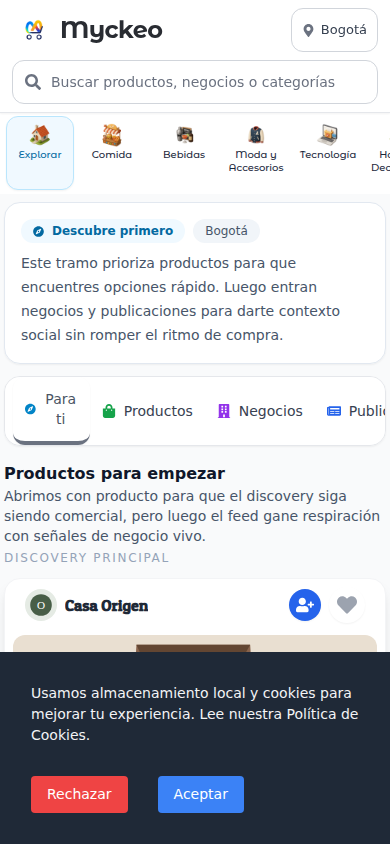 Myckeo
Bogotá
Buscar productos, negocios o categorías
Explorar
Comida
Bebidas
Moda y
Accesorios
Tecnología
Descubre primero
Bogotá
Este tramo prioriza productos para que
encuentres opciones rápido. Luego entran
negocios y publicaciones para darte contexto
social sin romper el ritmo de compra.
Para
ti
Productos
Negocios
Productos para empezar
Abrimos con producto para que el discovery siga
siendo comercial, pero luego el feed gane respiración
con señales de negocio vivo.
DISCOVERY PRINCIPAL
O
Casa Origen
Usamos almacenamiento local y cookies para
mejorar tu experiencia. Lee nuestra Política de
Cookies.
Rechazar
Aceptar